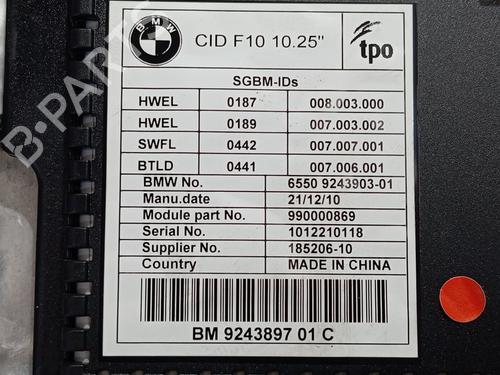 BMW
CID F10 10.25"
tpo
SGBM-IDs
HWEL 0187 008.003.000
HWEL 0189 007.003.002
SWFL 0442 007.007.001
BTLD 0441 007.006.001
BMW No. 6550 9243903-01
Manu.date 21/12/10
Module part No. 990000869
Serial No. 1012210118
Supplier No. 185206-10
Country MADE IN CHINA
BM 9243897 01 C
B-PARTS